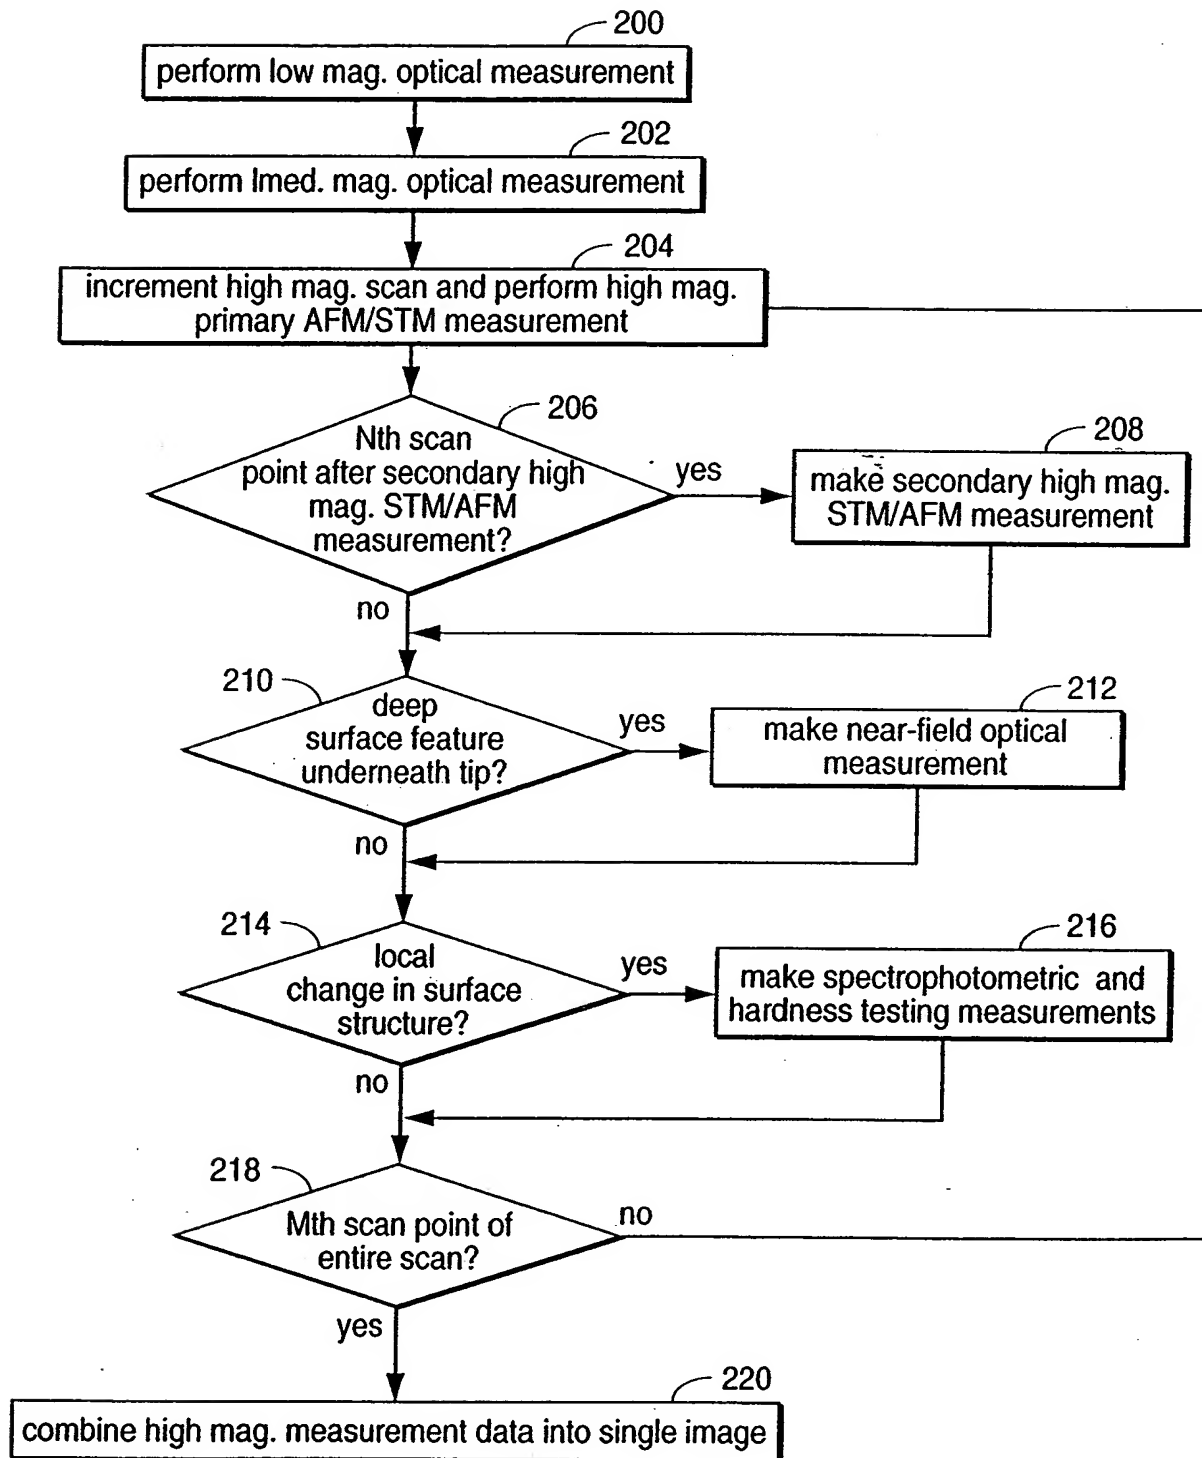 200
perform low mag. optical measurement
202
perform Imed. mag. optical measurement
204
increment high mag. scan and perform high mag.
primary AFM/STM measurement
206
Nth scan
point after secondary high
mag. STM/AFM
measurement?
yes
208
make secondary high mag.
STM/AFM measurement
no
210
deep
surface feature
underneath tip?
yes
212
make near-field optical
measurement
no
214
local
change in surface
structure?
yes
216
make spectrophotometric and
hardness testing measurements
no
218
Mth scan point of
entire scan?
no
yes
220
combine high mag. measurement data into single image